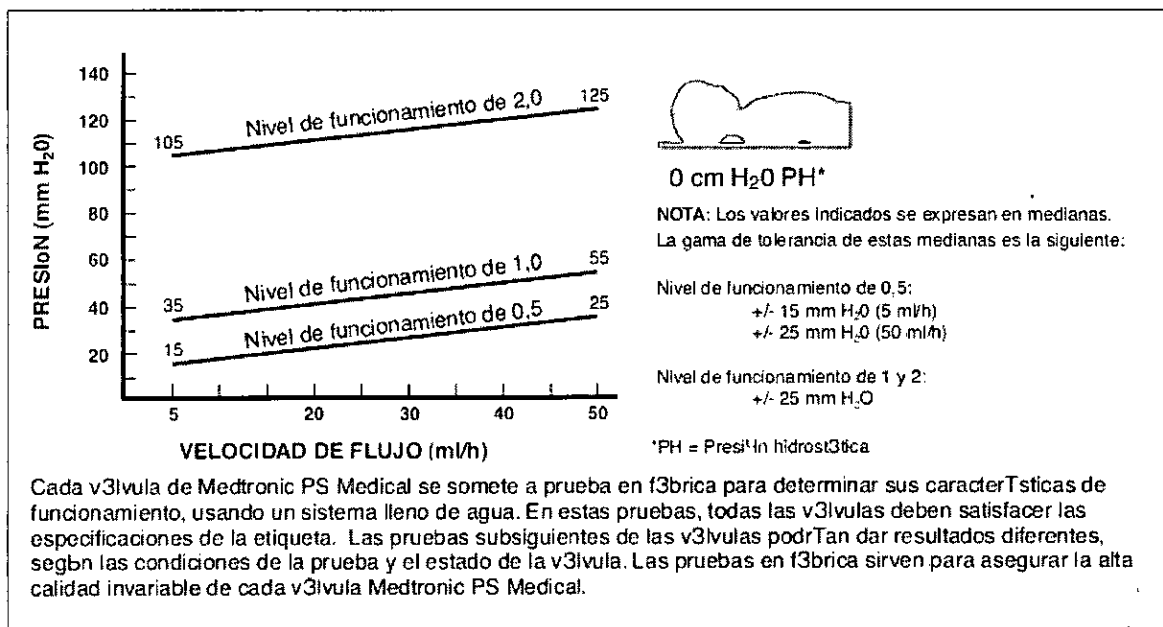 140
120
100
80
60
40
20
PRESIoN (mm H₂0)
105
Nivel de funcionamiento de 2,0
125
35
Nivel de funcionamiento de 1,0
55
15
Nivel de funcionamiento de 0,5
25
5 20 30 40 50
VELOCIDAD DE FLUJO (ml/h)
0 cm H₂0 PH*
NOTA: Los valores indicados se expresan en medianas.
La gama de tolerancia de estas medianas es la siguiente:
Nivel de funcionamiento de 0,5:
+/- 15 mm H₂0 (5 ml/h)
+/- 25 mm H₂0 (50 ml/h)
Nivel de funcionamiento de 1 y 2:
+/- 25 mm H₂O
*PH = hidrost3tica
Cada v3lvula de Medtronic PS Medical se somete a prueba en f3brica para determinar sus caracterTsticas de
funcionamiento, usando un sistema lleno de agua. En estas pruebas, todas las v3lvulas deben satisfacer las
especificaciones de la etiqueta. Las pruebas subsiguientes de las v3lvulas podrTan dar resultados diferentes,
segbn las condiciones de la prueba y el estado de la v3lvula. Las pruebas en f3brica sirven para asegurar la alta
calidad invariable de cada v3lvula Medtronic PS Medical.